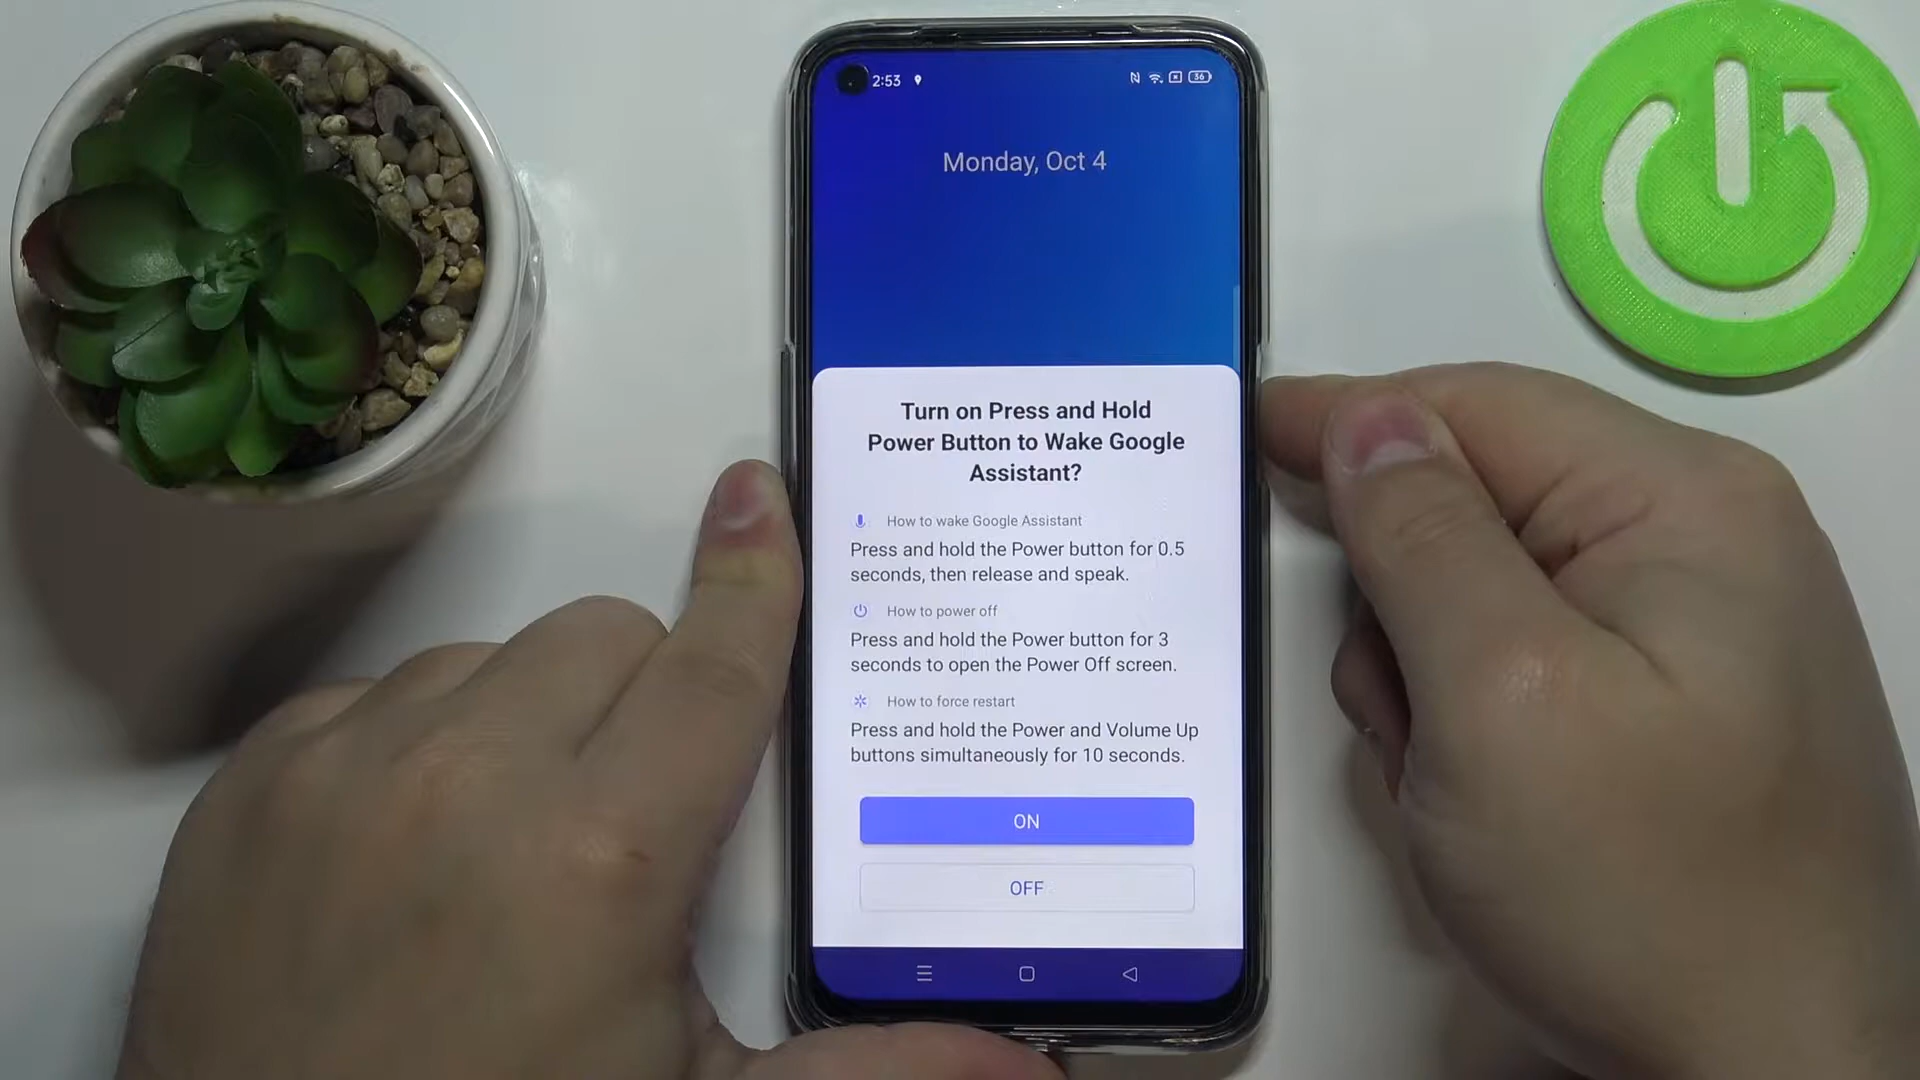 2:53
36
Monday, Oct 4
Turn on Press and Hold
Power Button to Wake Google
Assistant?
How to wake Google Assistant
Press and hold the Power button for 0.5
seconds, then release and speak.
How to power off
Press and hold the Power button for 3
seconds to open the Power Off screen.
How to force restart
Press and hold the Power and Volume Up
buttons simultaneously for 10 seconds.
ON
OFF